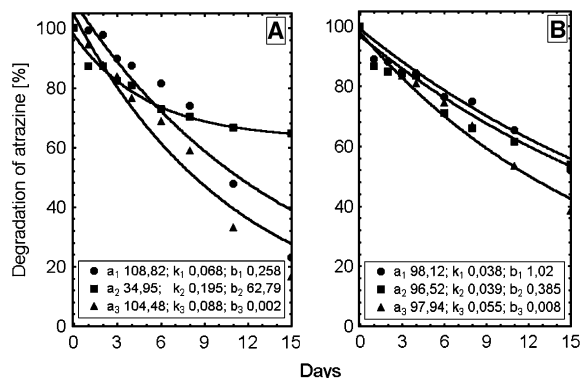 Degradation of atrazine [%]
100
80
60
40
20
0
A
a₁ 108,82; k₁ 0,068; b₁ 0,258
a₂ 34,95; k₂ 0,195; b₂ 62,79
a₃ 104,48; k₃ 0,088; b₃ 0,002
0 3 6 9 12 15
100
80
60
40
20
0
B
a₁ 98,12; k₁ 0,038; b₁ 1,02
a₂ 96,52; k₂ 0,039; b₂ 0,385
a₃ 97,94; k₃ 0,055; b₃ 0,008
0 3 6 9 12 15
Days